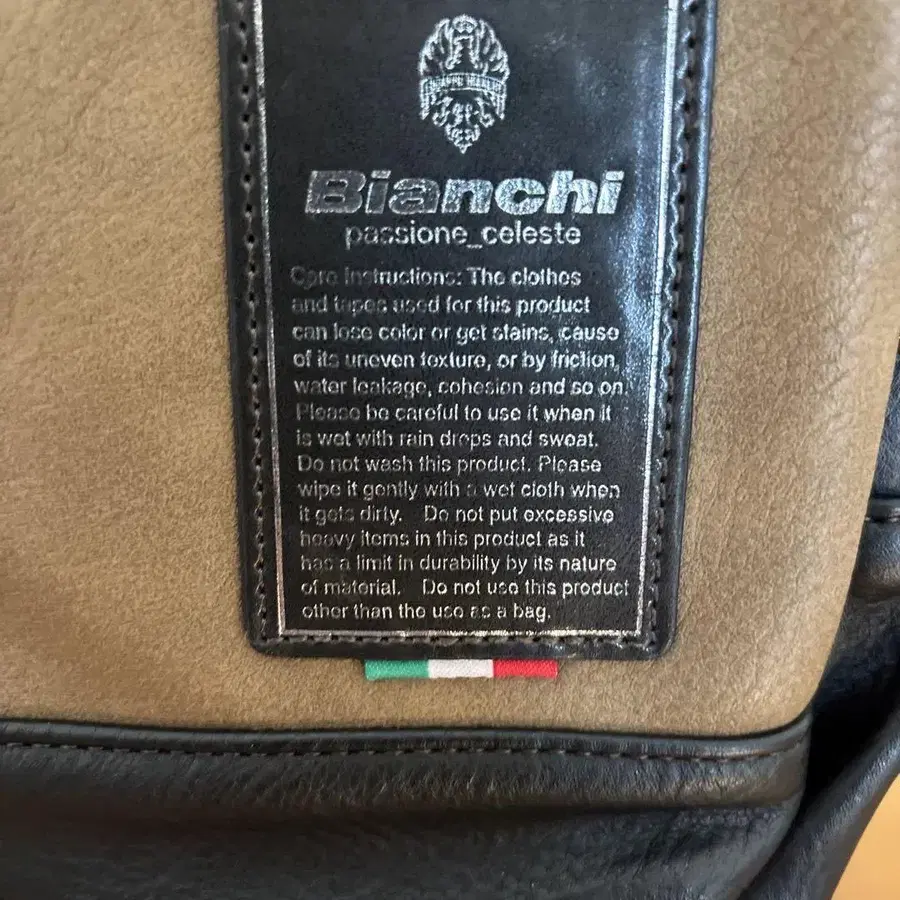 Bianchi
passione_celeste
Care Instructions: The clothes
and tapes used for this product
can lose color or get stains, cause
of its uneven texture, or by friction,
water leakage, cohesion and so on.
Please be careful to use it when it
is wet with rain drops and sweat.
Do not wash this product. Please
wipe it gently with a wet cloth when
it gets dirty. Do not put excessive
heavy items in this product as it
has a limit in durability by its nature
of material. Do not use this product
other than the use as a bag.